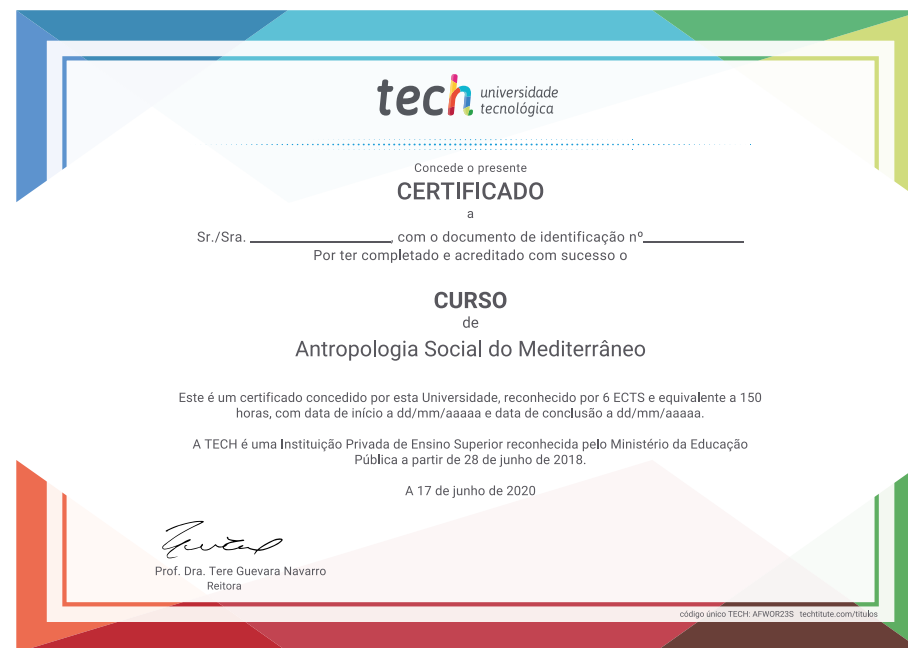 tech universidade
tecnológica
Concede o presente
CERTIFICADO
a
Sr./Sra. ____________________, com o documento de identificação nº______________
Por ter completado e acreditado com sucesso o
CURSO
de
Antropologia Social do Mediterrâneo
Este é um certificado concedido por esta Universidade, reconhecido por 6 ECTS e equivalente a 150
horas, com data de início a dd/mm/aaaaa e data de conclusão a dd/mm/aaaaa.
A TECH é uma Instituição Privada de Ensino Superior reconhecida pelo Ministério da Educação
Pública a partir de 28 de junho de 2018.
A 17 de junho de 2020
Prof. Dra. Tere Guevara Navarro
Reitora
código único TECH: AFWOR23S techtitute.com/titulos